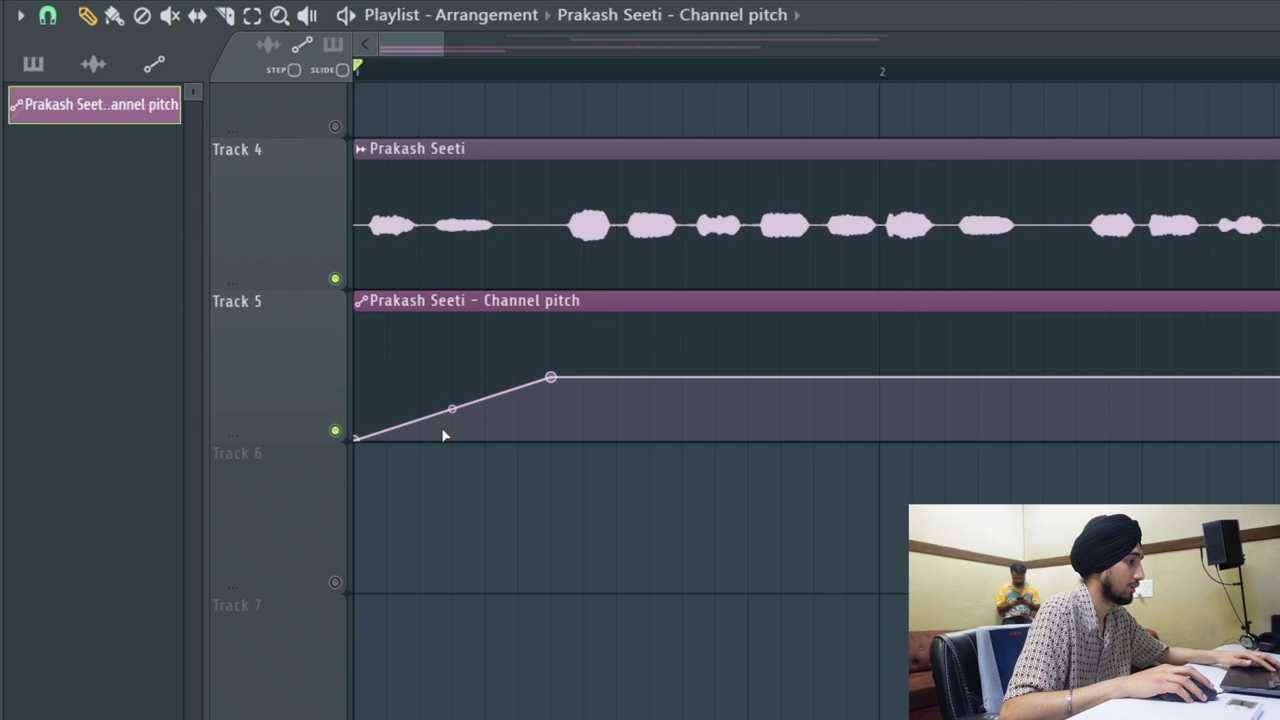 Playlist - Arrangement › Prakash Seeti - Channel pitch ›
STEP SLIDE
2
Prakash Seet..annel pitch
Track 4
Prakash Seeti
Track 5
Prakash Seeti - Channel pitch
Track 6
Track 7